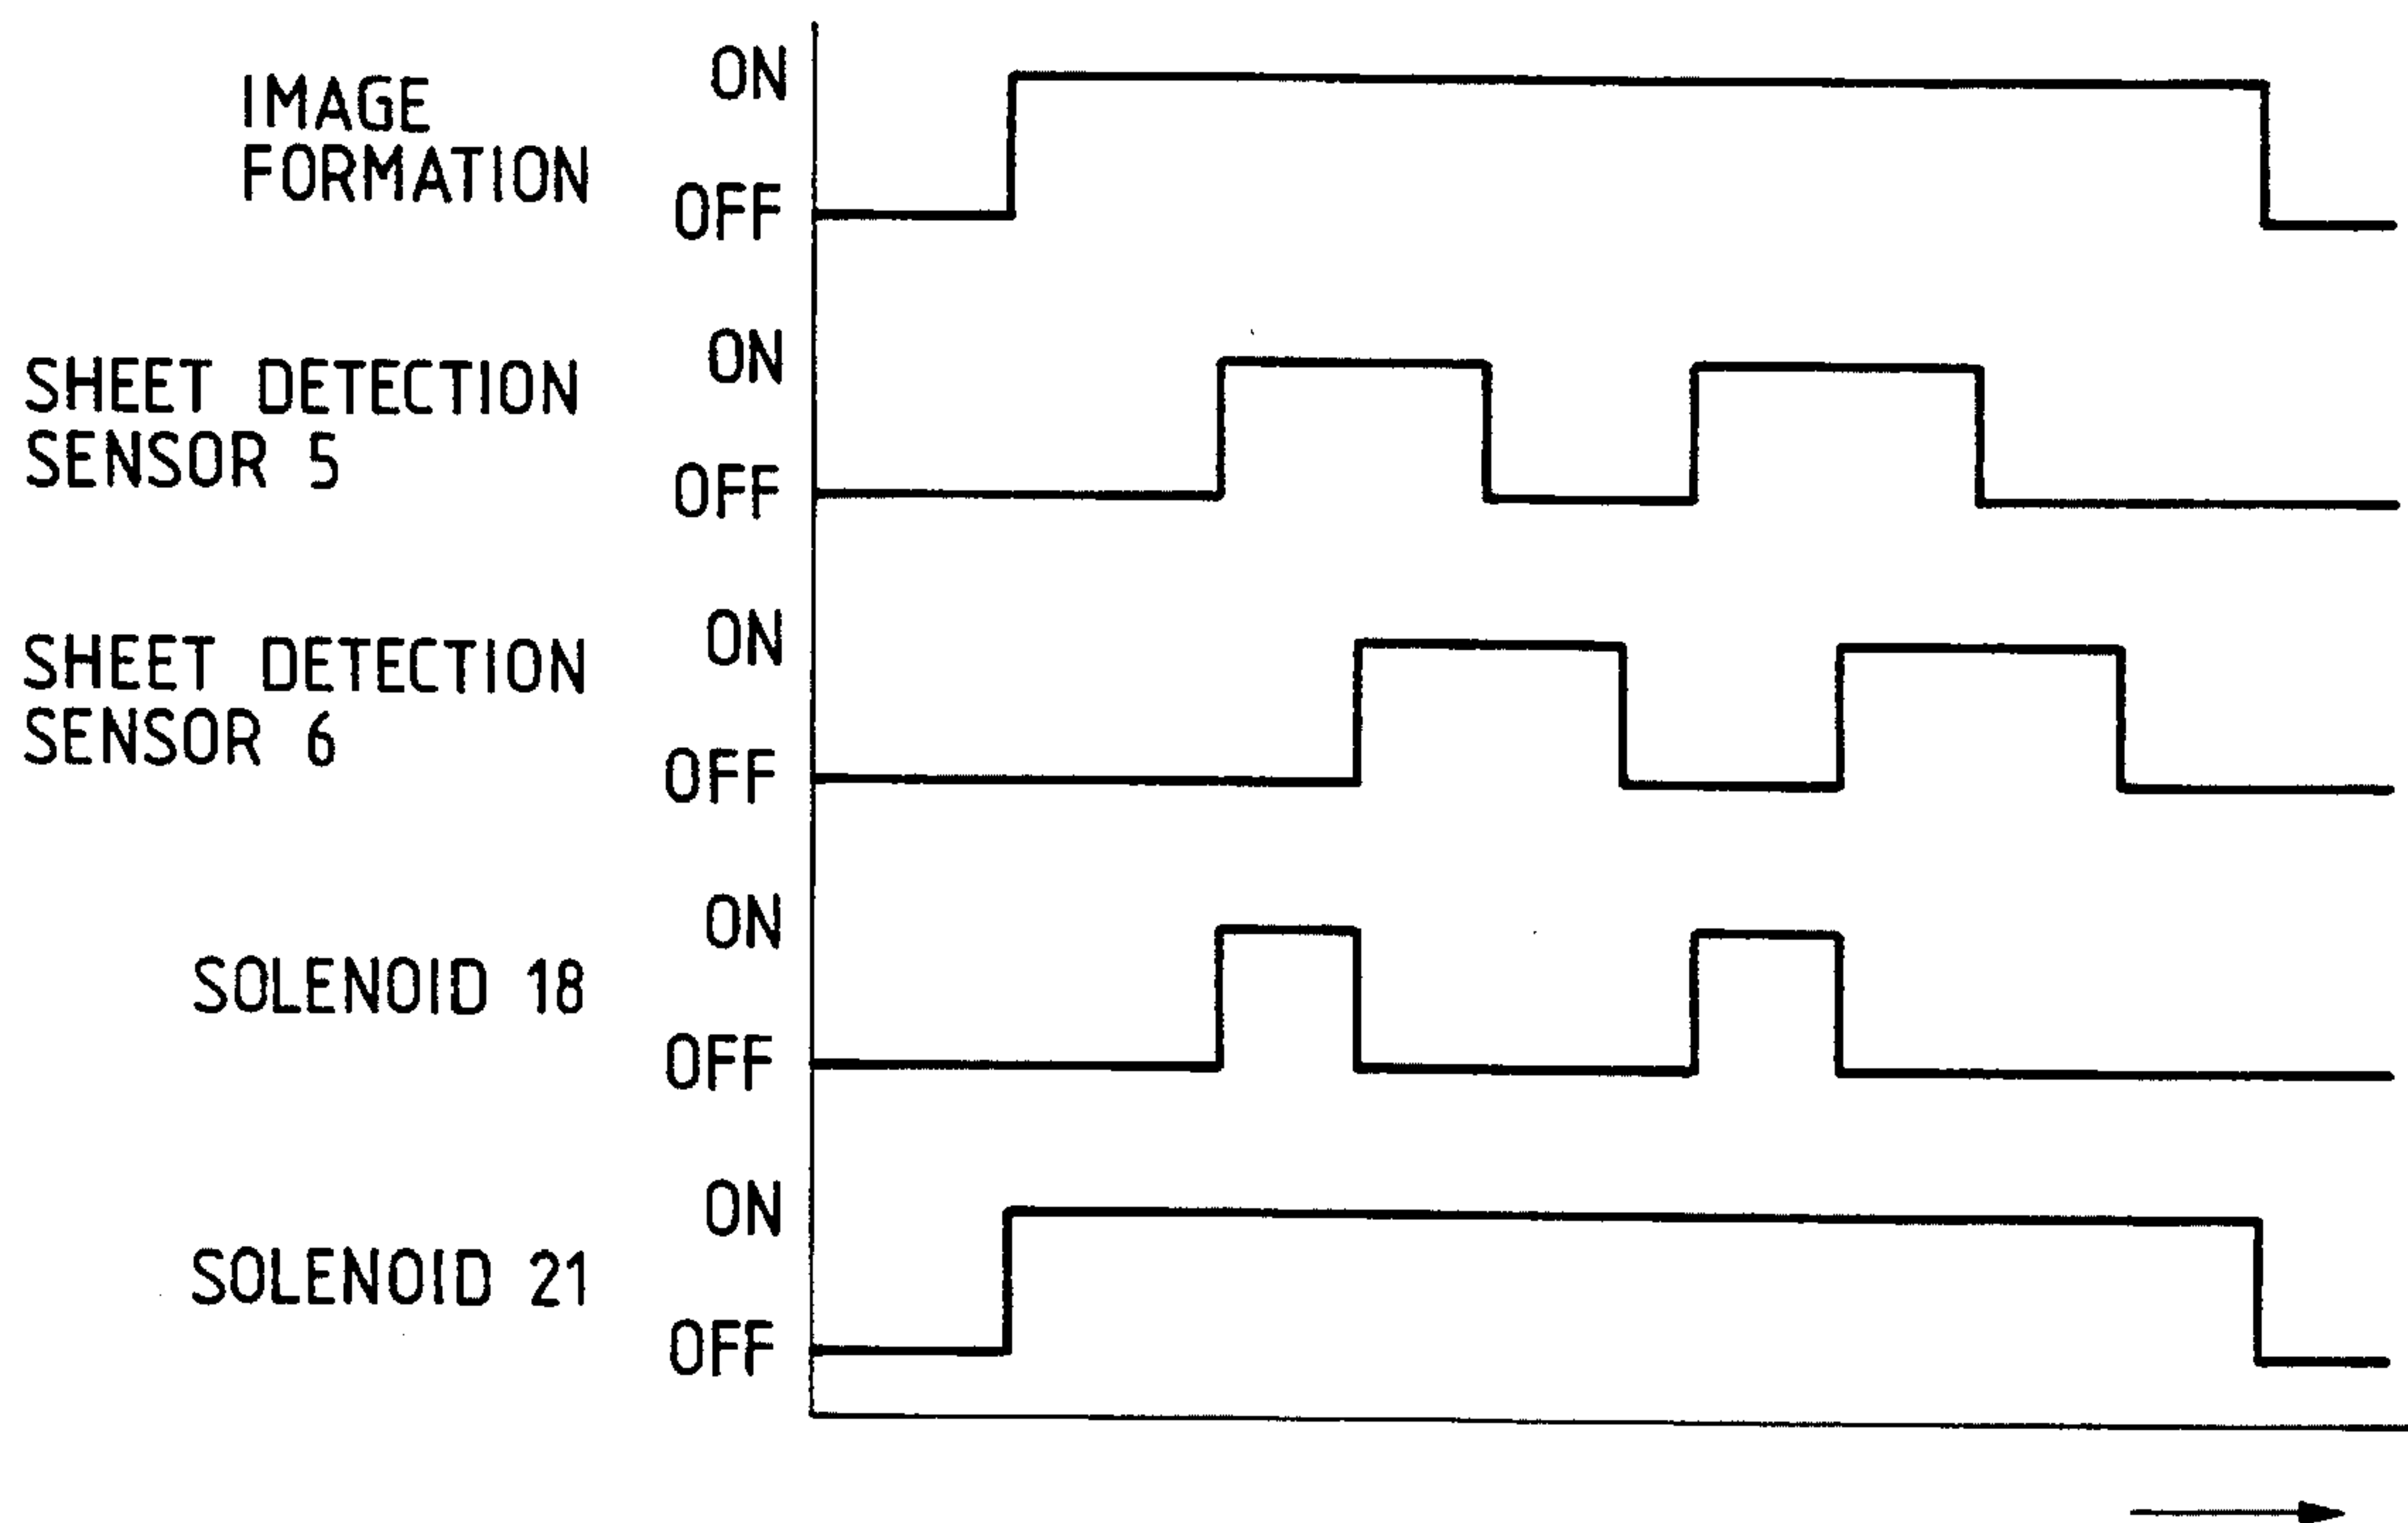 ON
IMAGE
FORMATION
OFF
ON
SHEET DETECTION
SENSOR 5
OFF
ON
SHEET DETECTION
SENSOR 6
OFF
ON
SOLENOID 18
OFF
ON
SOLENOID 21
OFF